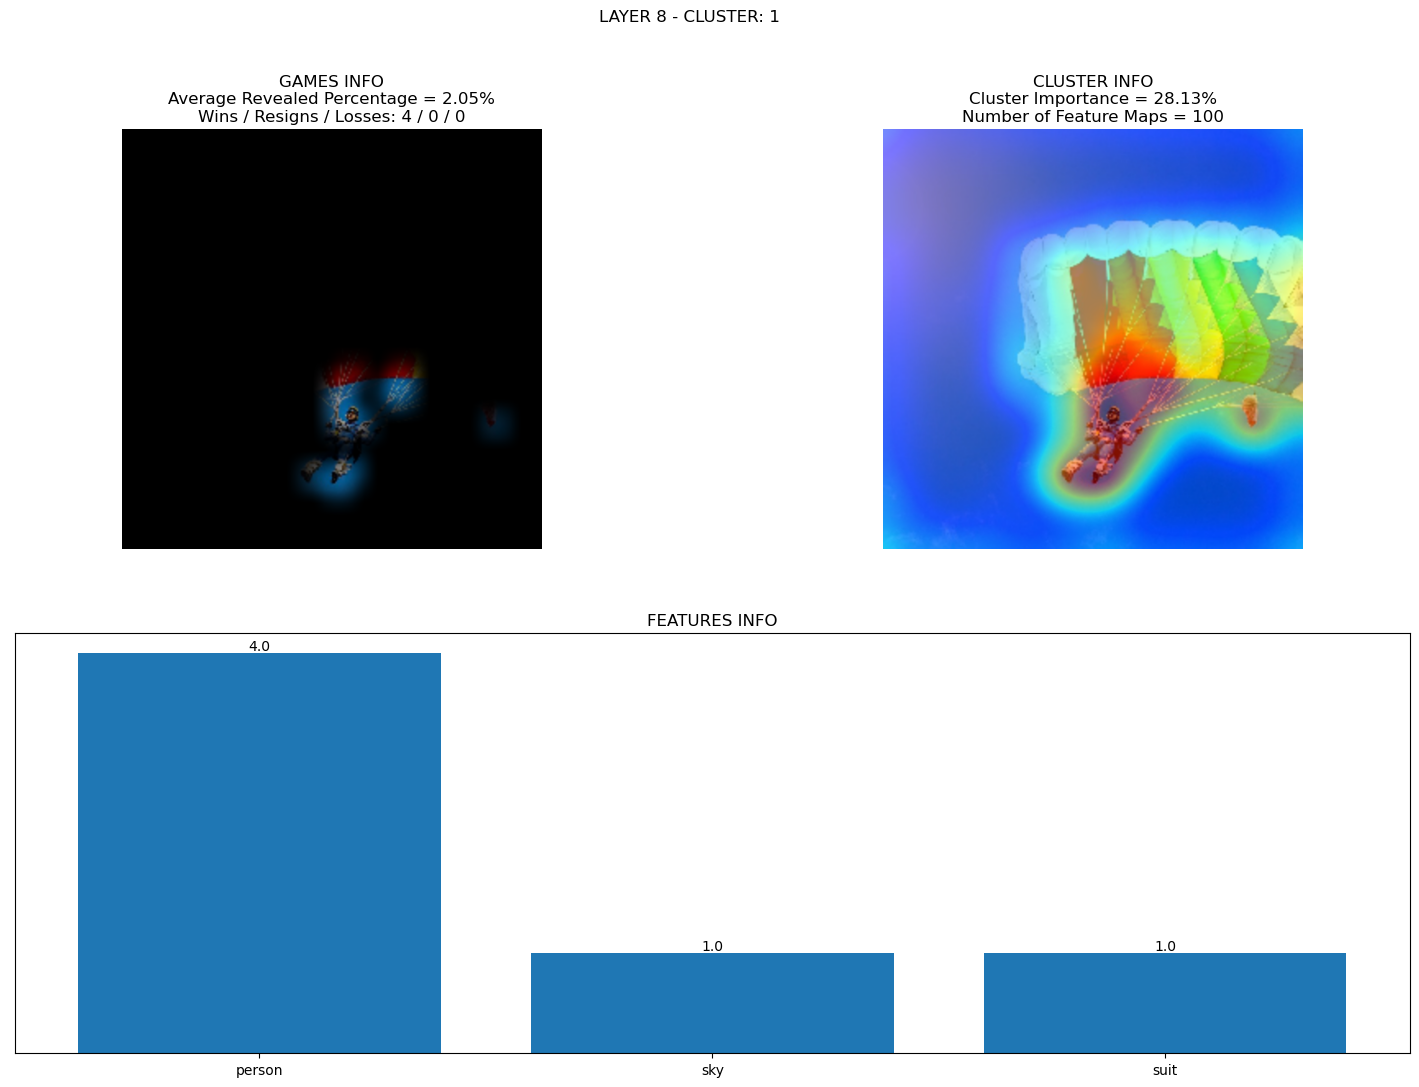 LAYER 8 - CLUSTER: 1
GAMES INFO
Average Revealed Percentage = 2.05%
Wins / Resigns / Losses: 4 / 0 / 0
CLUSTER INFO
Cluster Importance = 28.13%
Number of Feature Maps = 100
FEATURES INFO
4.0
1.0
1.0
person
sky
suit